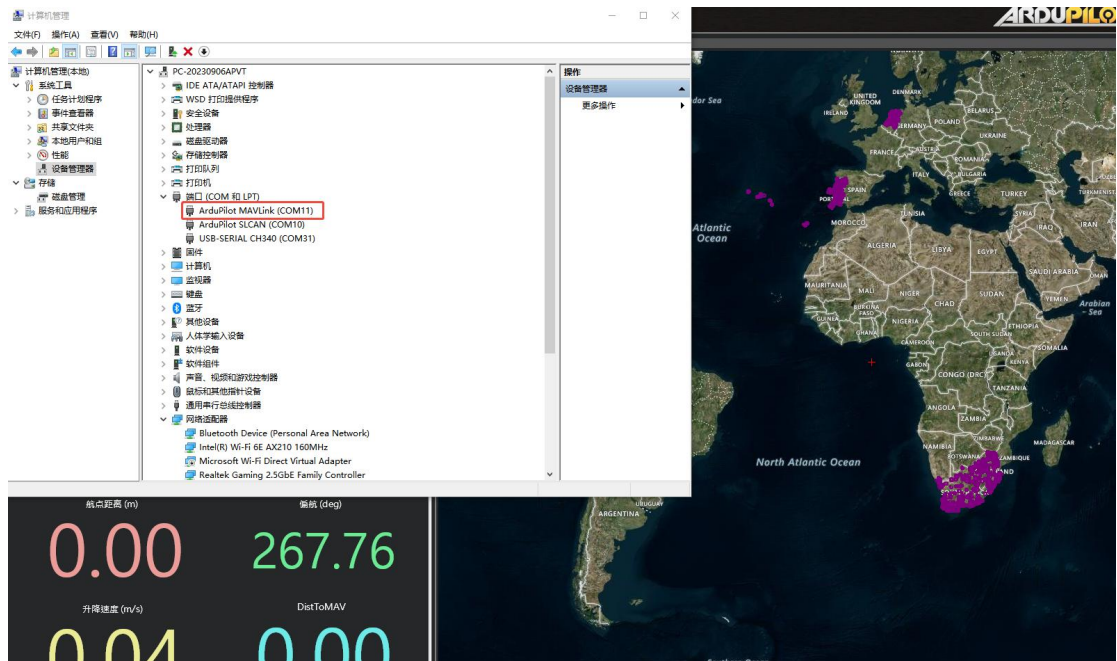 计算机管理
文件(F) 操作(A) 查看(V) 帮助(H)
计算机管理(本地)
系统工具
任务计划程序
事件查看器
共享文件夹
本地用户和组
性能
设备管理器
存储
磁盘管理
服务和应用程序
PC-20230906APVT
IDE ATA/ATAPI 控制器
WSD 打印提供程序
安全设备
处理器
磁盘驱动器
存储控制器
打印队列
打印机
端口 (COM 和 LPT)
ArduPilot MAVLink (COM11)
ArduPilot SLCAN (COM10)
USB-SERIAL CH340 (COM31)
固件
计算机
监视器
键盘
蓝牙
其他设备
人体学输入设备
软件设备
软件组件
声音、视频和游戏控制器
鼠标和其他指针设备
通用串行总线控制器
网络适配器
Bluetooth Device (Personal Area Network)
Intel(R) Wi-Fi 6E AX210 160MHz
Microsoft Wi-Fi Direct Virtual Adapter
Realtek Gaming 2.5GbE Family Controller
操作
设备管理器
更多操作
UNITED
KINGDOM
DENMARK
IRELAND
BELARUS
POLAND
UKRAINE
FRANCE
ROMANIA
ITALY
GREECE
TURKEY
SPAIN
TUNISIA
SYRIA
IRAQ
IRAN
MOROCCO
Atlantic
Ocean
ALGERIA
LIBYA
EGYPT
SAUDI ARABIA
OMAN
MAURITANIA
MALI
NIGER
CHAD
SUDAN
YEMEN
Arabian
Sea
BURKINA
FASO
GUINEA
GHANA
NIGERIA
ETHIOPIA
SOUTH SUDAN
CAMEROON
SOMALIA
UGANDA
KENYA
GABON
CONGO (DRC)
TANZANIA
ANGOLA
ZAMBIA
MADAGASCAR
NAMIBIA
BOTSWANA
North Atlantic Ocean
URUGUAY
ARGENTINA
航点距离 (m)
偏航 (deg)
0.00
267.76
升降速度 (m/s)
DistToMAV
0.04
0.00